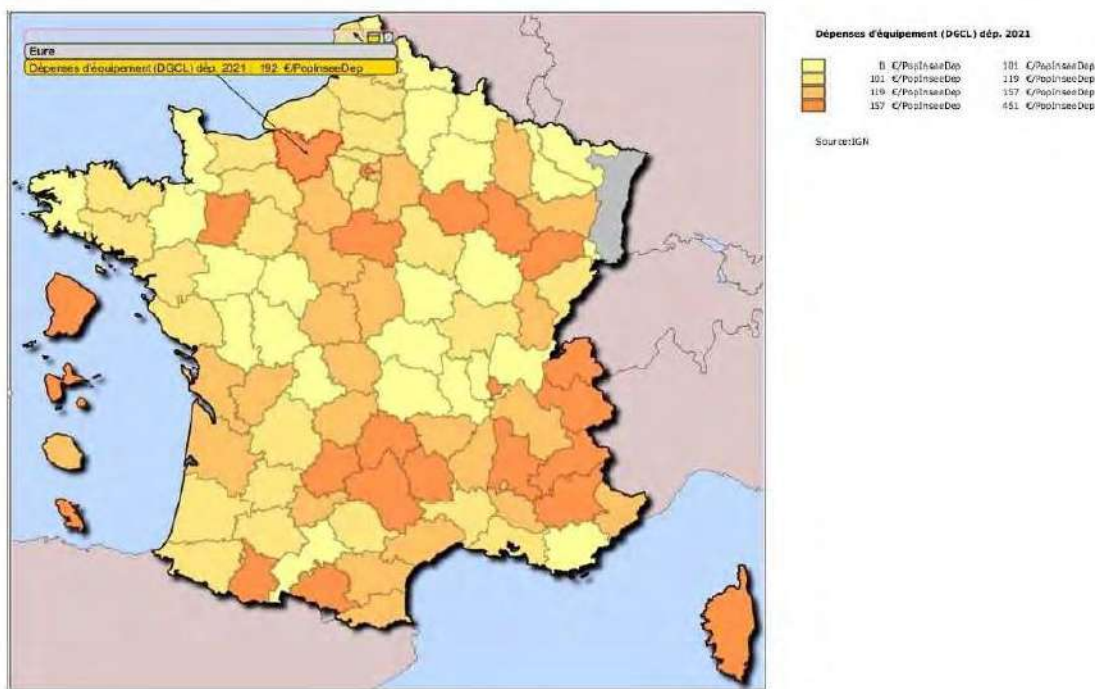 Eure
Dépenses d'équipement (DGCL) dép. 2021 : 192 €/PopInseeDep
Dépenses d'équipement (DGCL) dép. 2021
0 €/PopInseeDep 101 €/PopInseeDep
101 €/PopInseeDep 119 €/PopInseeDep
119 €/PopInseeDep 157 €/PopInseeDep
157 €/PopInseeDep 451 €/PopInseeDep
Source:IGN